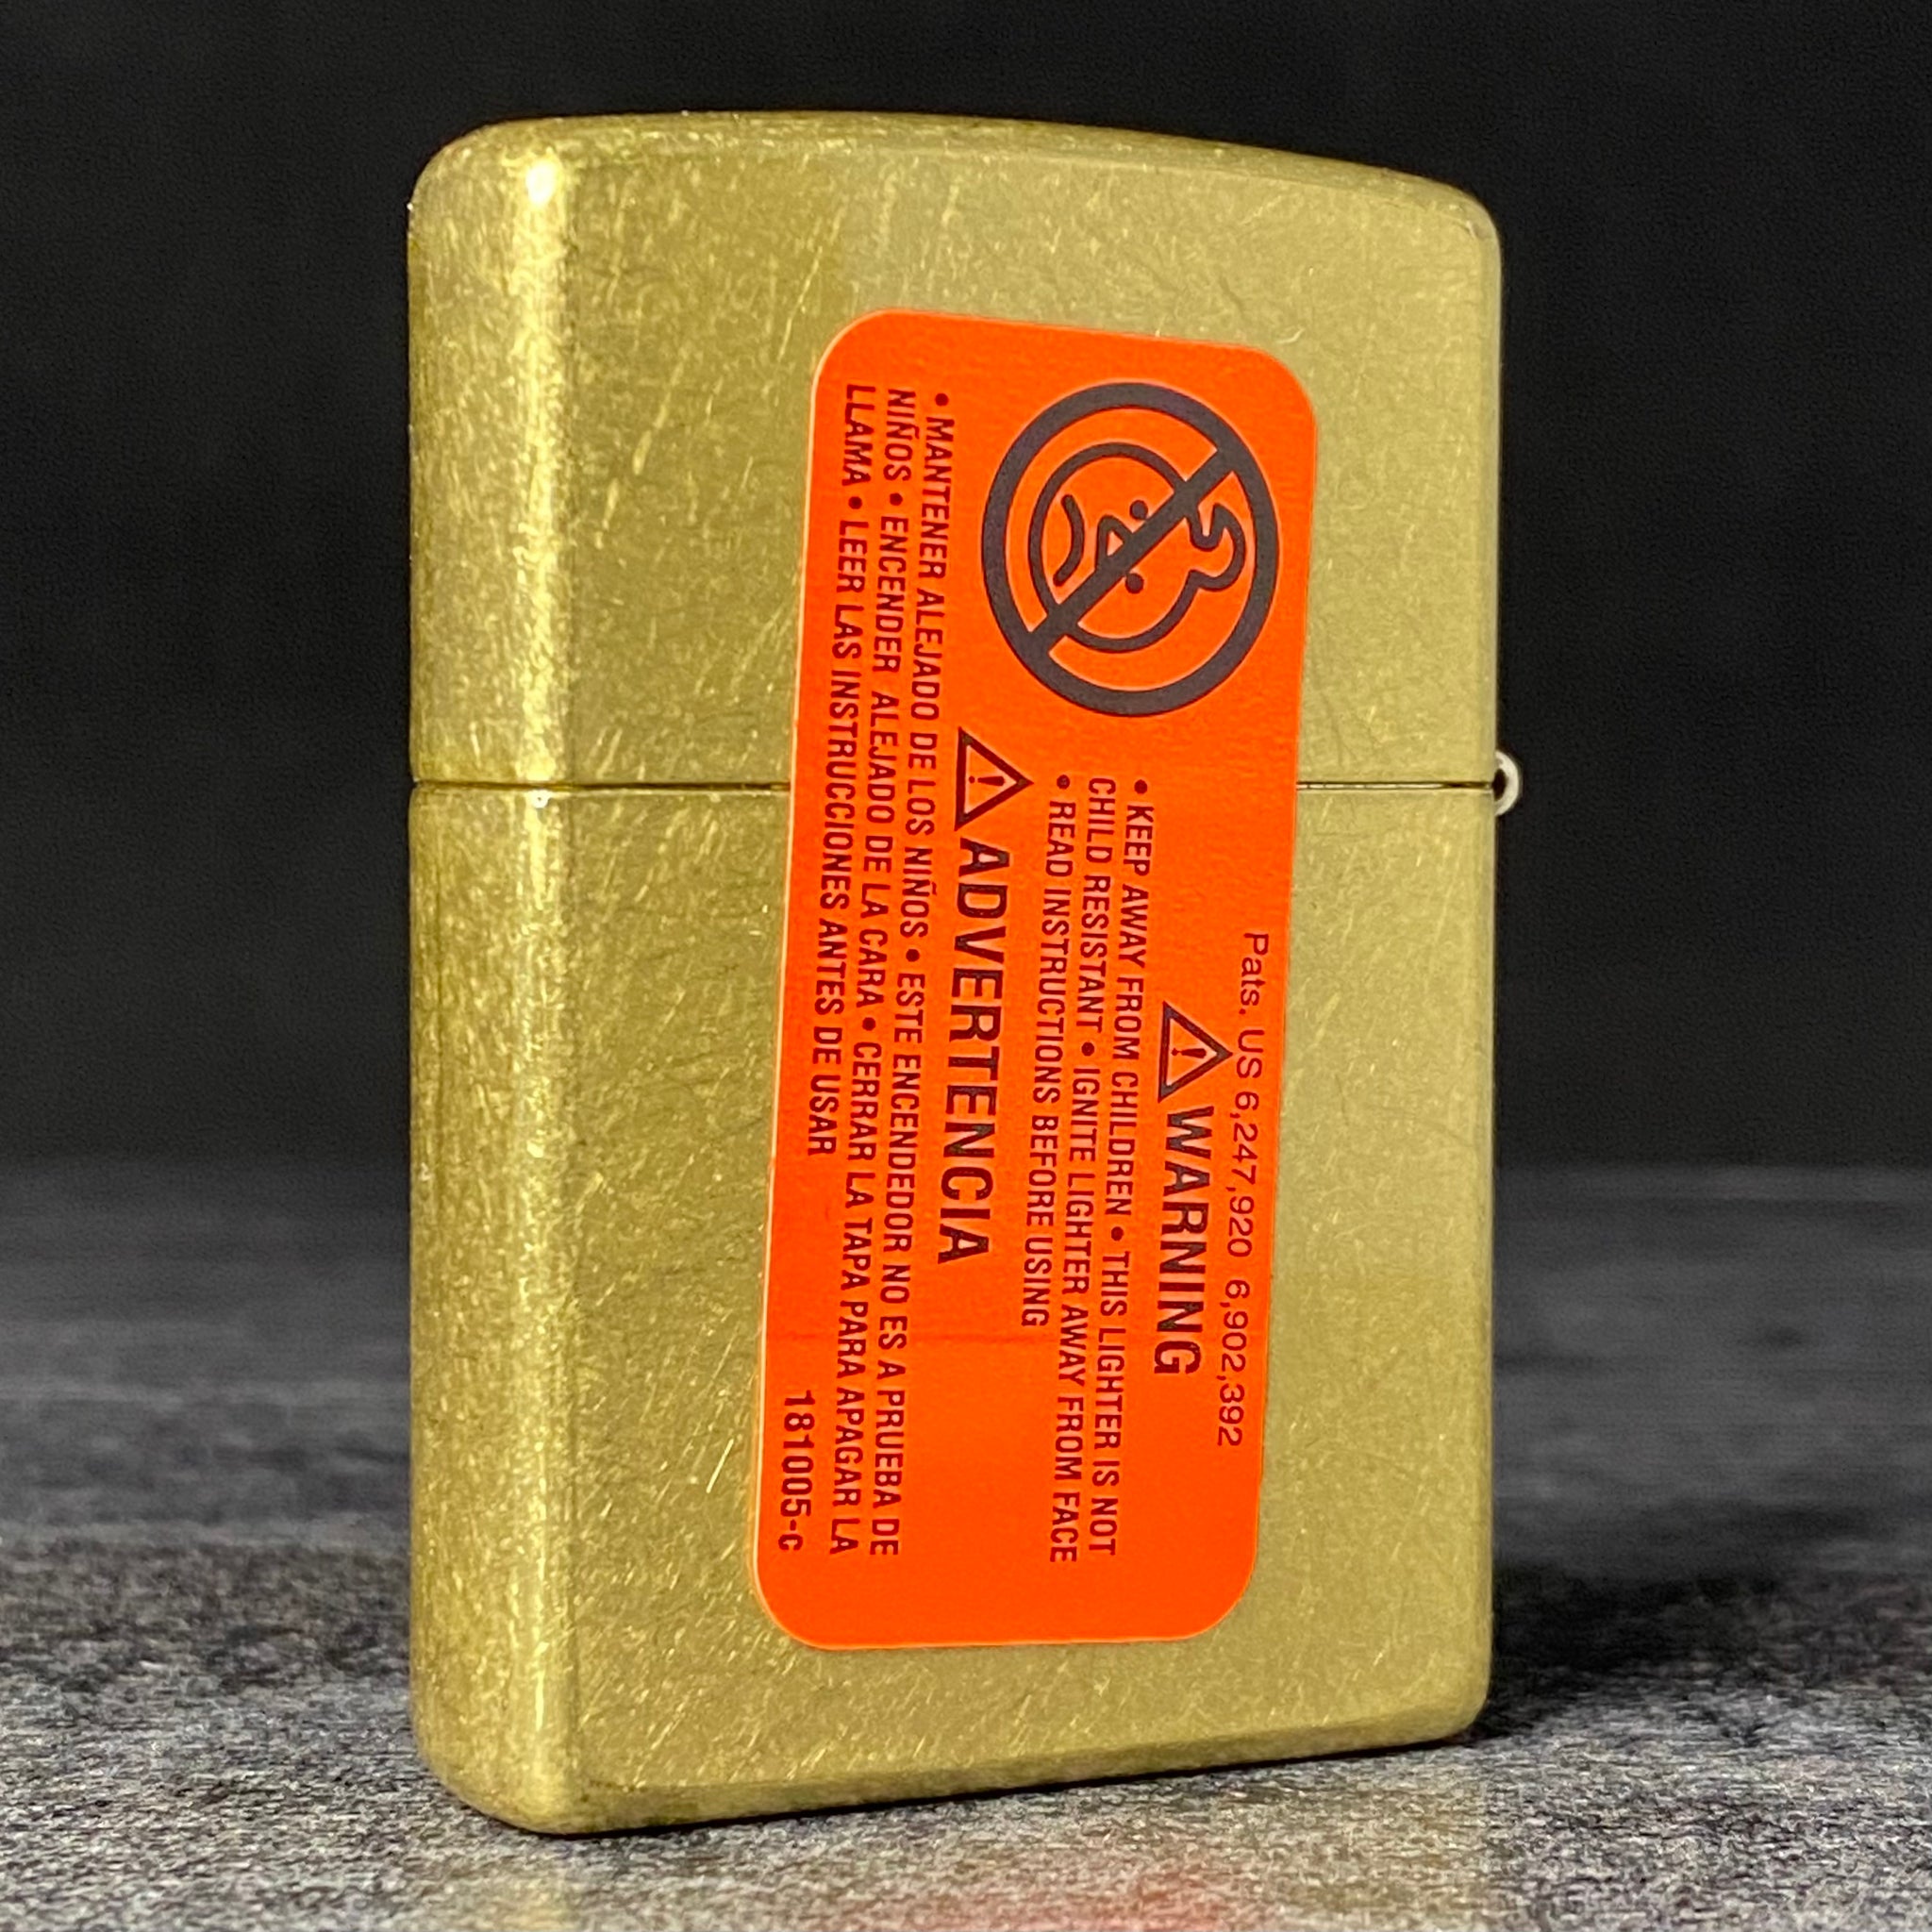 Pats. US 6,247,920 6,902,392
WARNING
• KEEP AWAY FROM CHILDREN • THIS LIGHTER IS NOT
CHILD RESISTANT • IGNITE LIGHTER AWAY FROM FACE
• READ INSTRUCTIONS BEFORE USING
ADVERTENCIA
• MANTENER ALEJADO DE LOS NIÑOS • ESTE ENCENDEDOR NO ES A PRUEBA DE
NIÑOS • ENCENDER ALEJADO DE LA CARA • CERRAR LA TAPA PARA APAGAR LA
LLAMA • LEER LAS INSTRUCCIONES ANTES DE USAR
181005-c